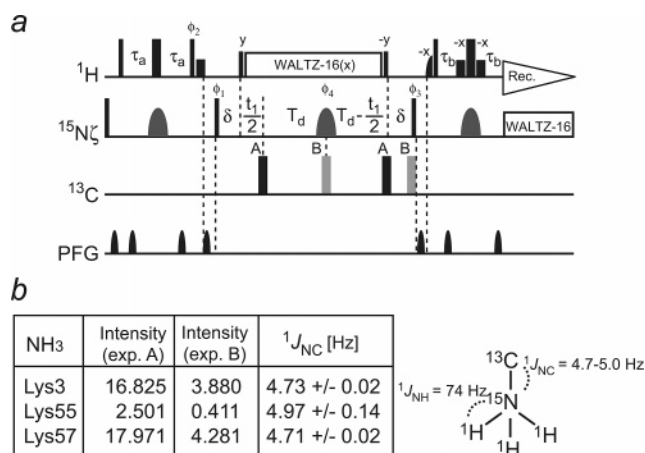 a
ϕ2
¹H τa τa y WALTZ-16(x) -y -x τb -x -x τb Rec.
ϕ1 ϕ4 ϕ3
¹⁵Nζ δ t1/2 Td Td- t1/2 δ WALTZ-16
A B A B
¹³C
PFG
b
NH3 Intensity (exp. A) Intensity (exp. B) ¹JNC [Hz]
Lys3 16.825 3.880 4.73 +/- 0.02
Lys55 2.501 0.411 4.97 +/- 0.14
Lys57 17.971 4.281 4.71 +/- 0.02
¹³C ¹JNC = 4.7-5.0 Hz
¹JNH = 74 Hz
¹⁵N
¹H ¹H
¹H